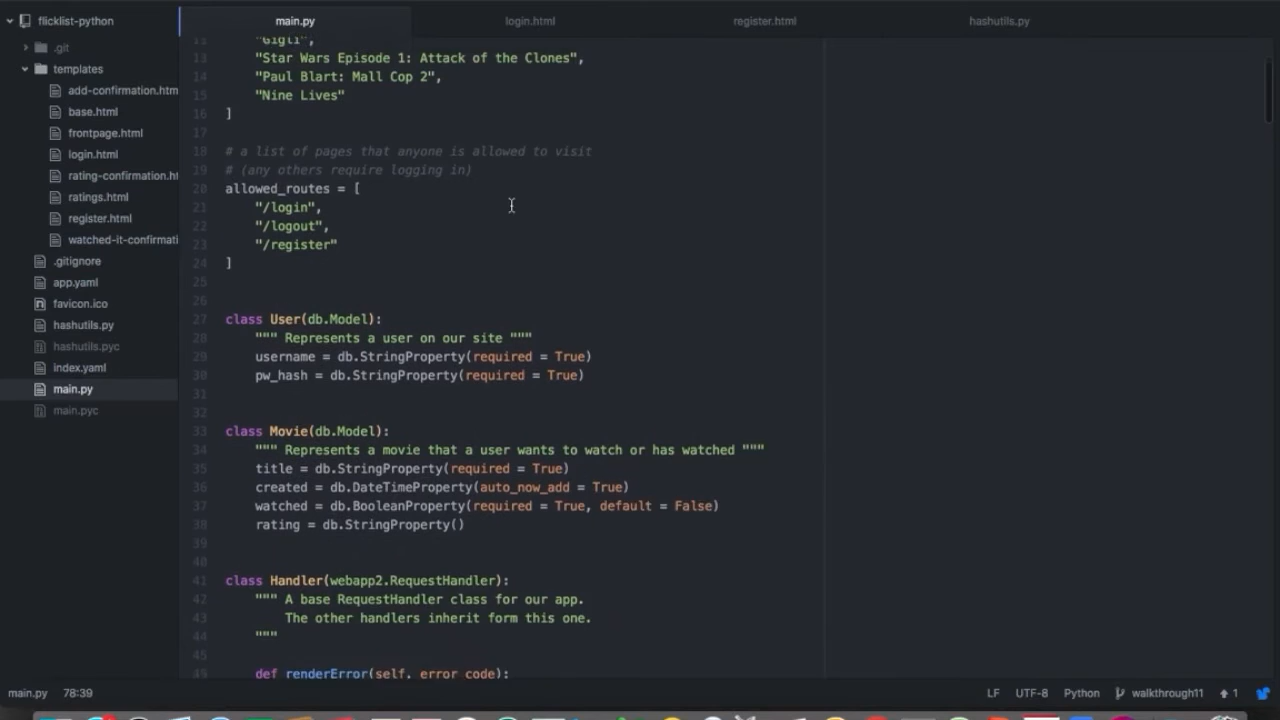 flicklist-python
main.py
login.html
register.html
hashutils.py
.git
templates
add-confirmation.htm
base.html
frontpage.html
login.html
rating-confirmation.ht
ratings.html
register.html
watched-it-confirmati
.gitignore
app.yaml
favicon.ico
hashutils.py
hashutils.pyc
index.yaml
main.py
main.pyc
12 "Gigli",
13 "Star Wars Episode 1: Attack of the Clones",
14 "Paul Blart: Mall Cop 2",
15 "Nine Lives"
16 ]
17
18 # a list of pages that anyone is allowed to visit
19 # (any others require logging in)
20 allowed_routes = [
21 "/login",
22 "/logout",
23 "/register"
24 ]
25
26
27 class User(db.Model):
28 """ Represents a user on our site """
29 username = db.StringProperty(required = True)
30 pw_hash = db.StringProperty(required = True)
31
32
33 class Movie(db.Model):
34 """ Represents a movie that a user wants to watch or has watched """
35 title = db.StringProperty(required = True)
36 created = db.DateTimeProperty(auto_now_add = True)
37 watched = db.BooleanProperty(required = True, default = False)
38 rating = db.StringProperty()
39
40
41 class Handler(webapp2.RequestHandler):
42 """ A base RequestHandler class for our app.
43 The other handlers inherit form this one.
44 """
45
46 def renderError(self, error_code):
main.py 78:39 LF UTF-8 Python walkthrough11 1